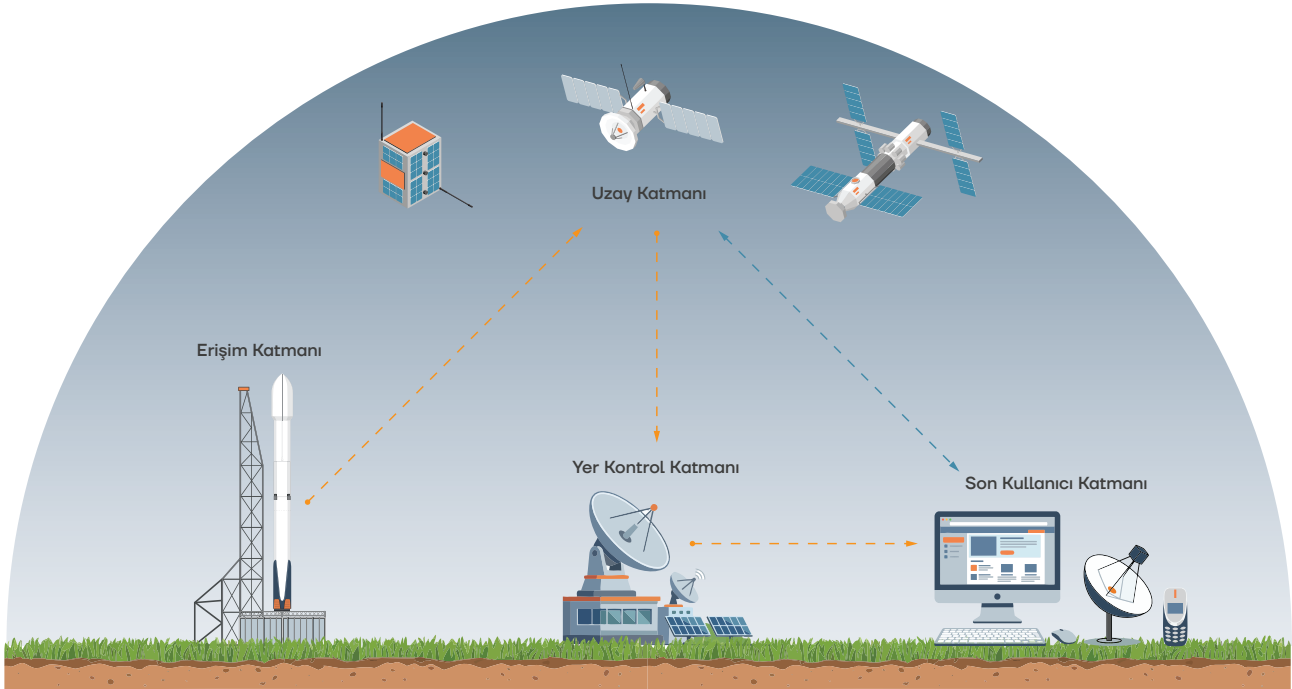 Uzay Katmanı
Erişim Katmanı
Yer Kontrol Katmanı
Son Kullanıcı Katmanı